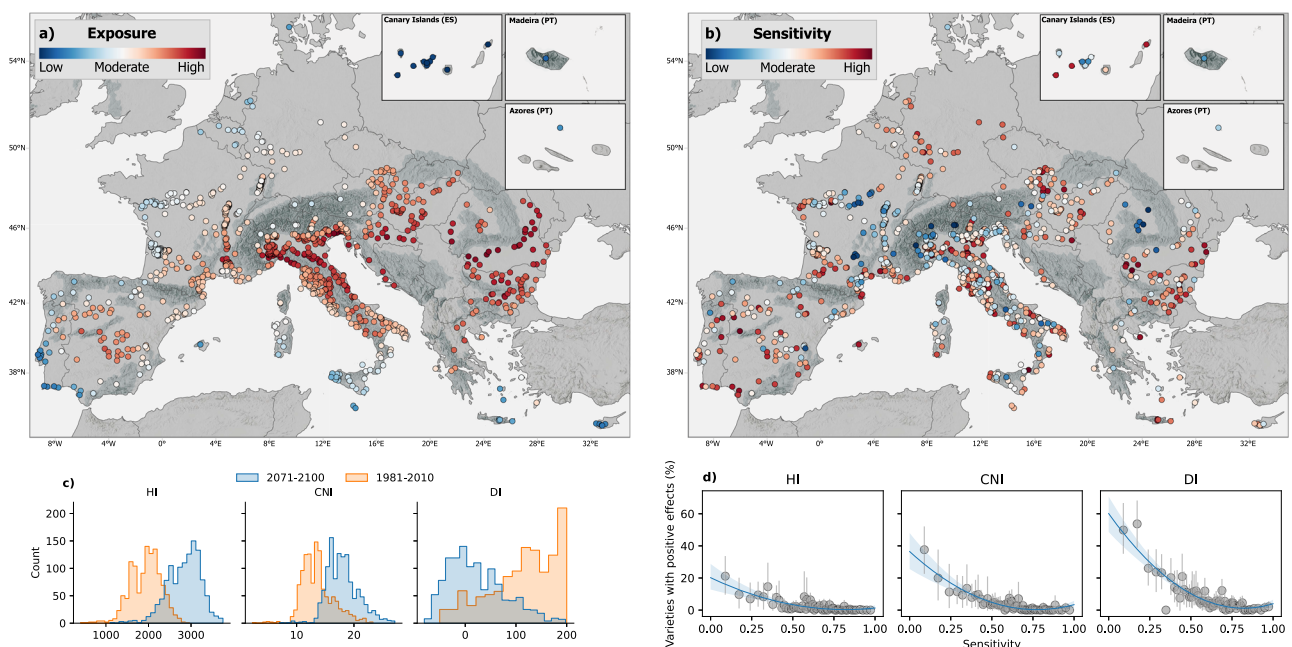 a) Exposure
Low Moderate High
Canary Islands (ES)
Madeira (PT)
Azores (PT)
54°N
50°N
46°N
42°N
38°N
8°W 4°W 0° 4°E 8°E 12°E 16°E 20°E 24°E 28°E 32°E
b) Sensitivity
Low Moderate High
Canary Islands (ES)
Madeira (PT)
Azores (PT)
54°N
50°N
46°N
42°N
38°N
8°W 4°W 0° 4°E 8°E 12°E 16°E 20°E 24°E 28°E 32°E
c)
2071-2100 1981-2010
HI CNI DI
Count
200
150
100
50
0
1000 2000 3000
10 20
0 100 200
d)
HI CNI DI
Varieties with positive effects (%)
60
40
20
0
0.00 0.25 0.50 0.75 1.00
0.00 0.25 0.50 0.75 1.00
0.00 0.25 0.50 0.75 1.00
Sensitivity